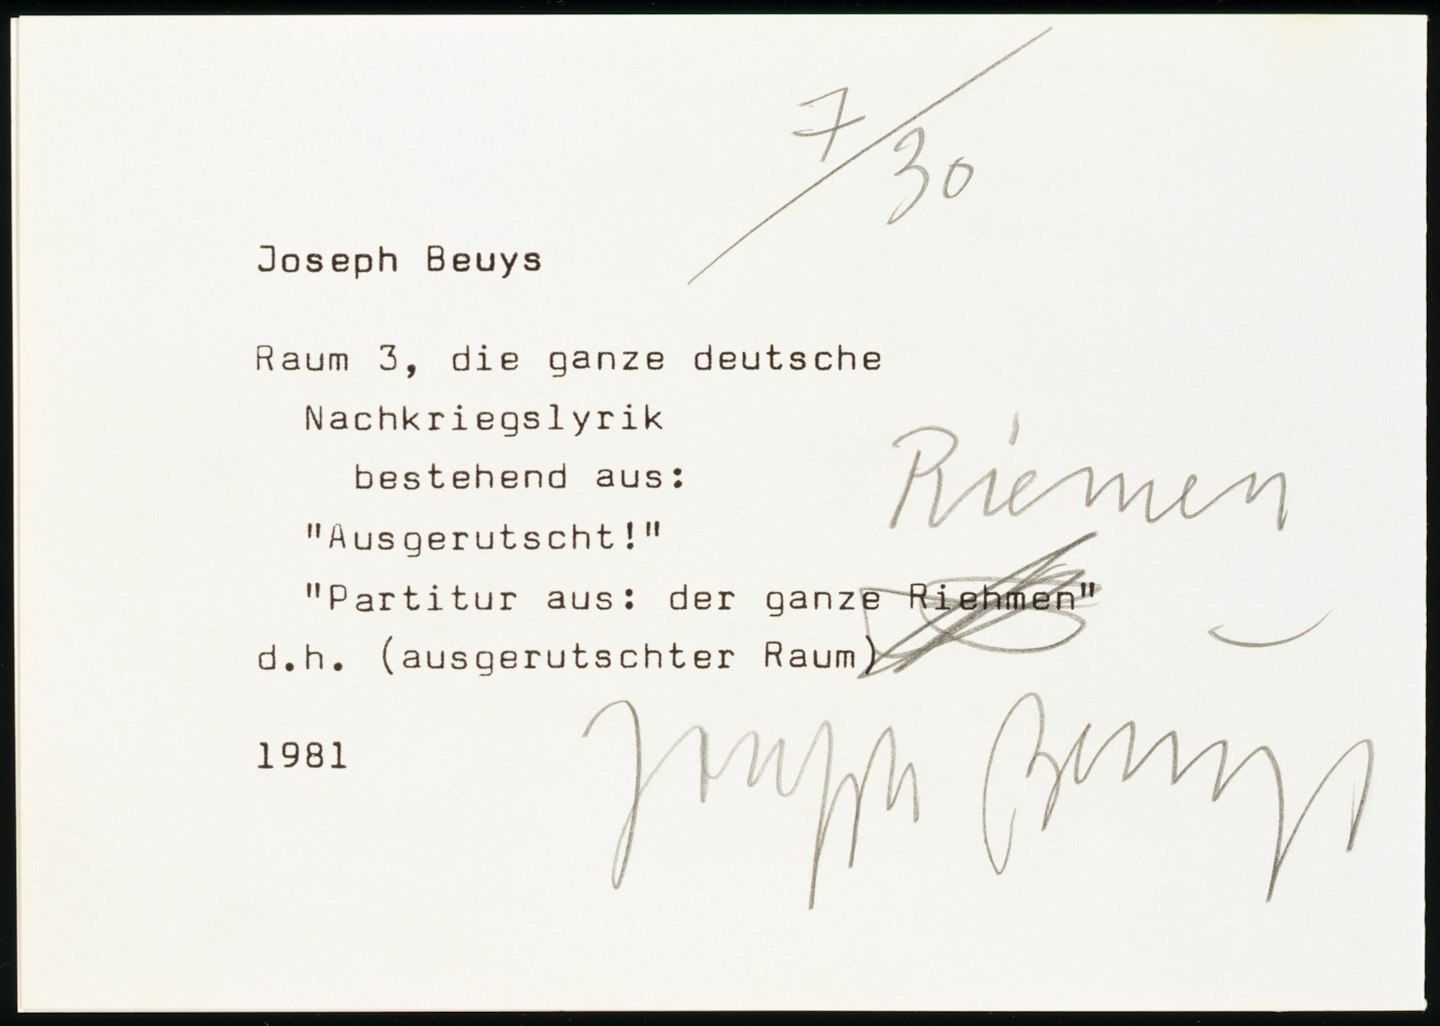 7/30
Joseph Beuys
Raum 3, die ganze deutsche
Nachkriegslyrik
bestehend aus:
Riemen
"Ausgerutscht!"
"Partitur aus: der ganze Riehmen"
d.h. (ausgerutschter Raum)
1981
Joseph Beuys